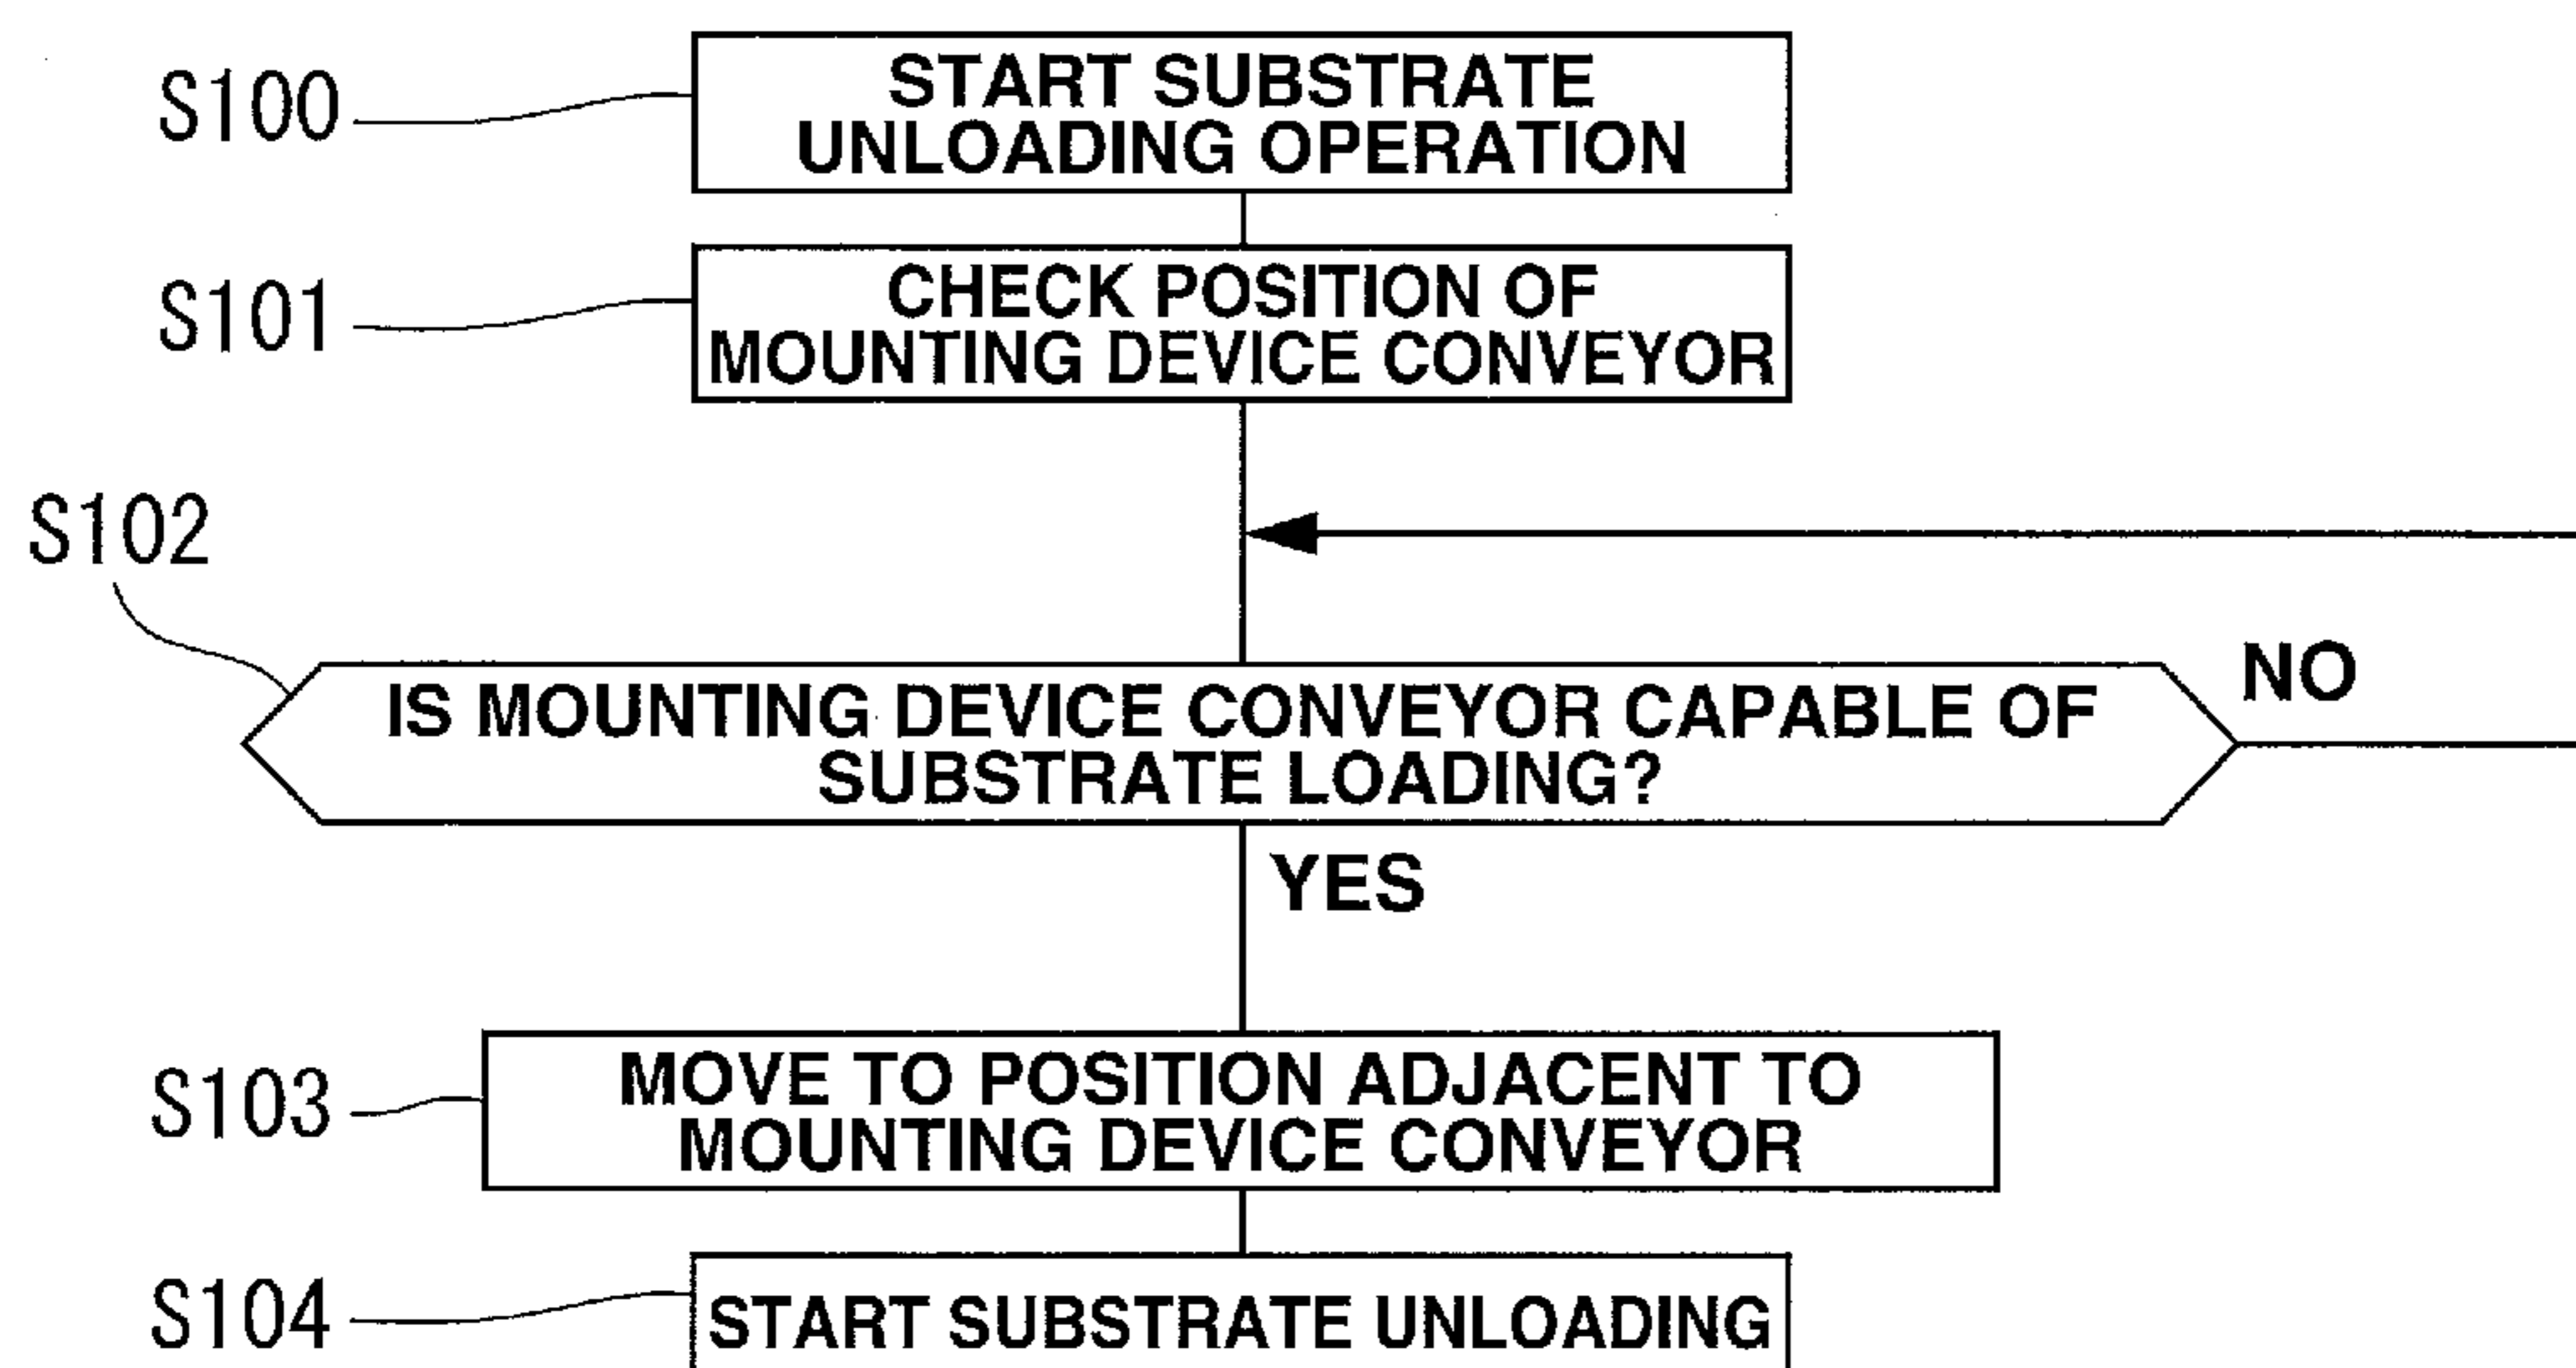 S100
START SUBSTRATE
UNLOADING OPERATION
S101
CHECK POSITION OF
MOUNTING DEVICE CONVEYOR
S102
IS MOUNTING DEVICE CONVEYOR CAPABLE OF
SUBSTRATE LOADING?
NO
YES
S103
MOVE TO POSITION ADJACENT TO
MOUNTING DEVICE CONVEYOR
S104
START SUBSTRATE UNLOADING